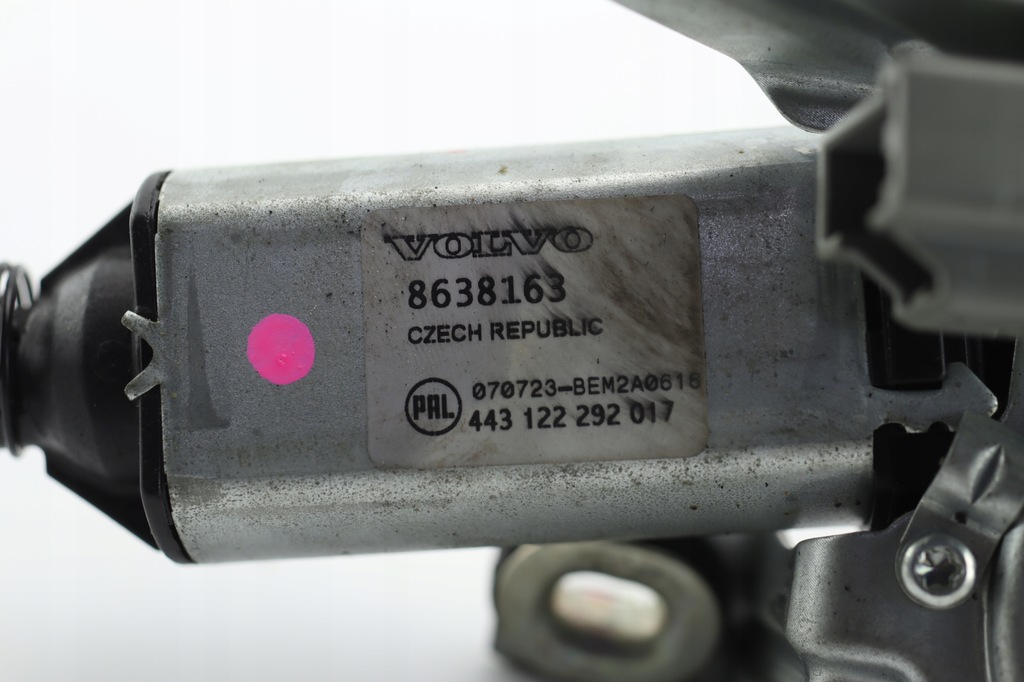 VOLVO
8638163
CZECH REPUBLIC
PAL
070723-BEM2A0616
443 122 292 017